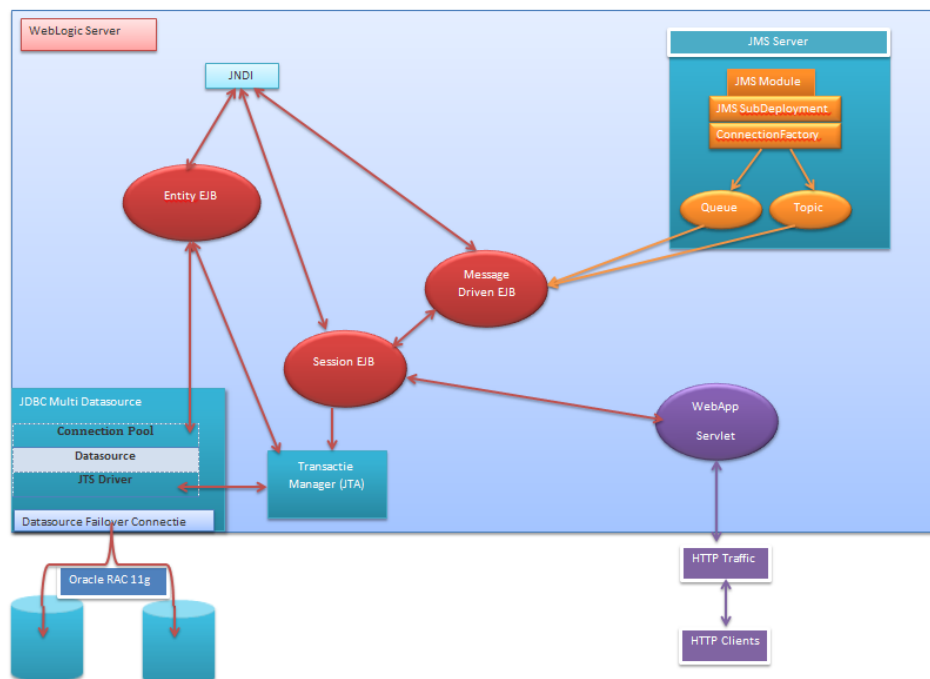 WebLogic Server
JMS Server
JNDI
JMS Module
JMS SubDeployment
ConnectionFactory
Entity EJB
Queue
Topic
Message
Driven EJB
Session EJB
JDBC Multi Datasource
WebApp
Servlet
Connection Pool
Datasource
JTS Driver
Transactie
Manager (JTA)
Datasource Failover Connectie
HTTP Traffic
Oracle RAC 11g
HTTP Clients